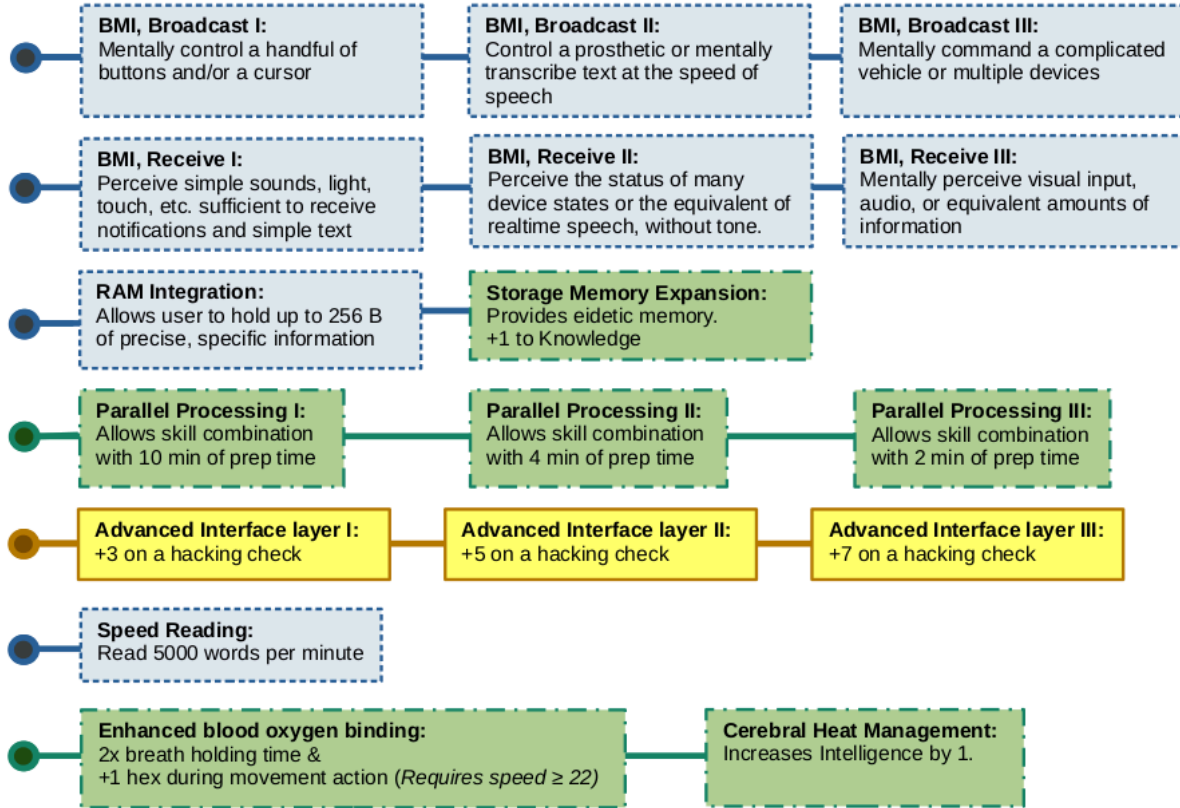 BMI, Broadcast I:
Mentally control a handful of
buttons and/or a cursor
BMI, Broadcast II:
Control a prosthetic or mentally
transcribe text at the speed of
speech
BMI, Broadcast III:
Mentally command a complicated
vehicle or multiple devices
BMI, Receive I:
Perceive simple sounds, light,
touch, etc. sufficient to receive
notifications and simple text
BMI, Receive II:
Perceive the status of many
device states or the equivalent of
realtime speech, without tone.
BMI, Receive III:
Mentally perceive visual input,
audio, or equivalent amounts of
information
RAM Integration:
Allows user to hold up to 256 B
of precise, specific information
Storage Memory Expansion:
Provides eidetic memory.
+1 to Knowledge
Parallel Processing I:
Allows skill combination
with 10 min of prep time
Parallel Processing II:
Allows skill combination
with 4 min of prep time
Parallel Processing III:
Allows skill combination
with 2 min of prep time
Advanced Interface layer I:
+3 on a hacking check
Advanced Interface layer II:
+5 on a hacking check
Advanced Interface layer III:
+7 on a hacking check
Speed Reading:
Read 5000 words per minute
Enhanced blood oxygen binding:
2x breath holding time &
+1 hex during movement action (Requires speed ≥ 22)
Cerebral Heat Management:
Increases Intelligence by 1.